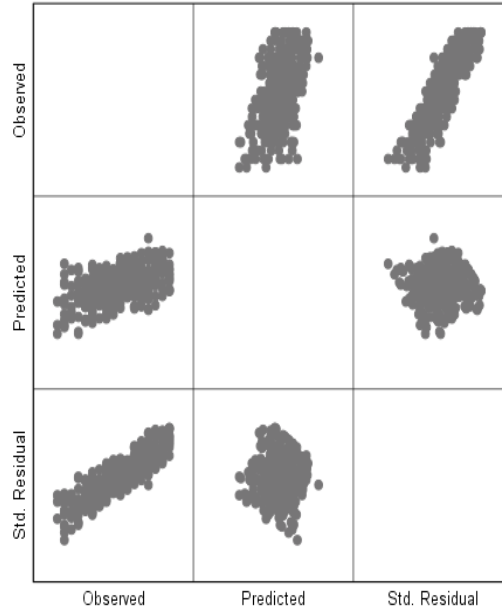 Observed
Predicted
Std. Residual
Observed
Predicted
Std. Residual